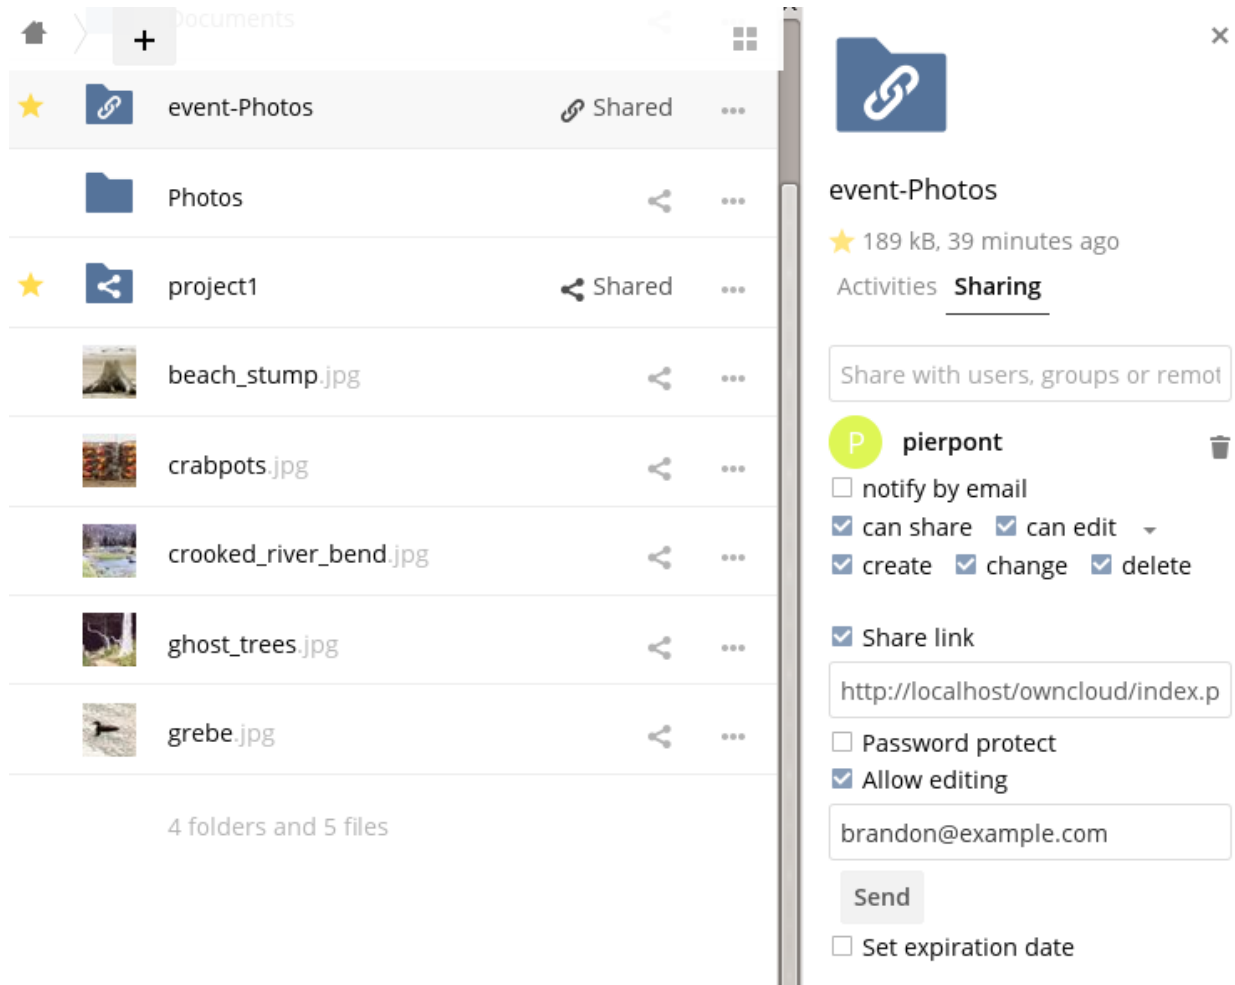 Documents
+
event-Photos Shared
Photos
project1 Shared
beach_stump.jpg
crabpots.jpg
crooked_river_bend.jpg
ghost_trees.jpg
grebe.jpg
4 folders and 5 files
event-Photos
189 kB, 39 minutes ago
Activities Sharing
Share with users, groups or remot
P pierpont
notify by email
can share can edit
create change delete
Share link
http://localhost/owncloud/index.p
Password protect
Allow editing
brandon@example.com
Send
Set expiration date